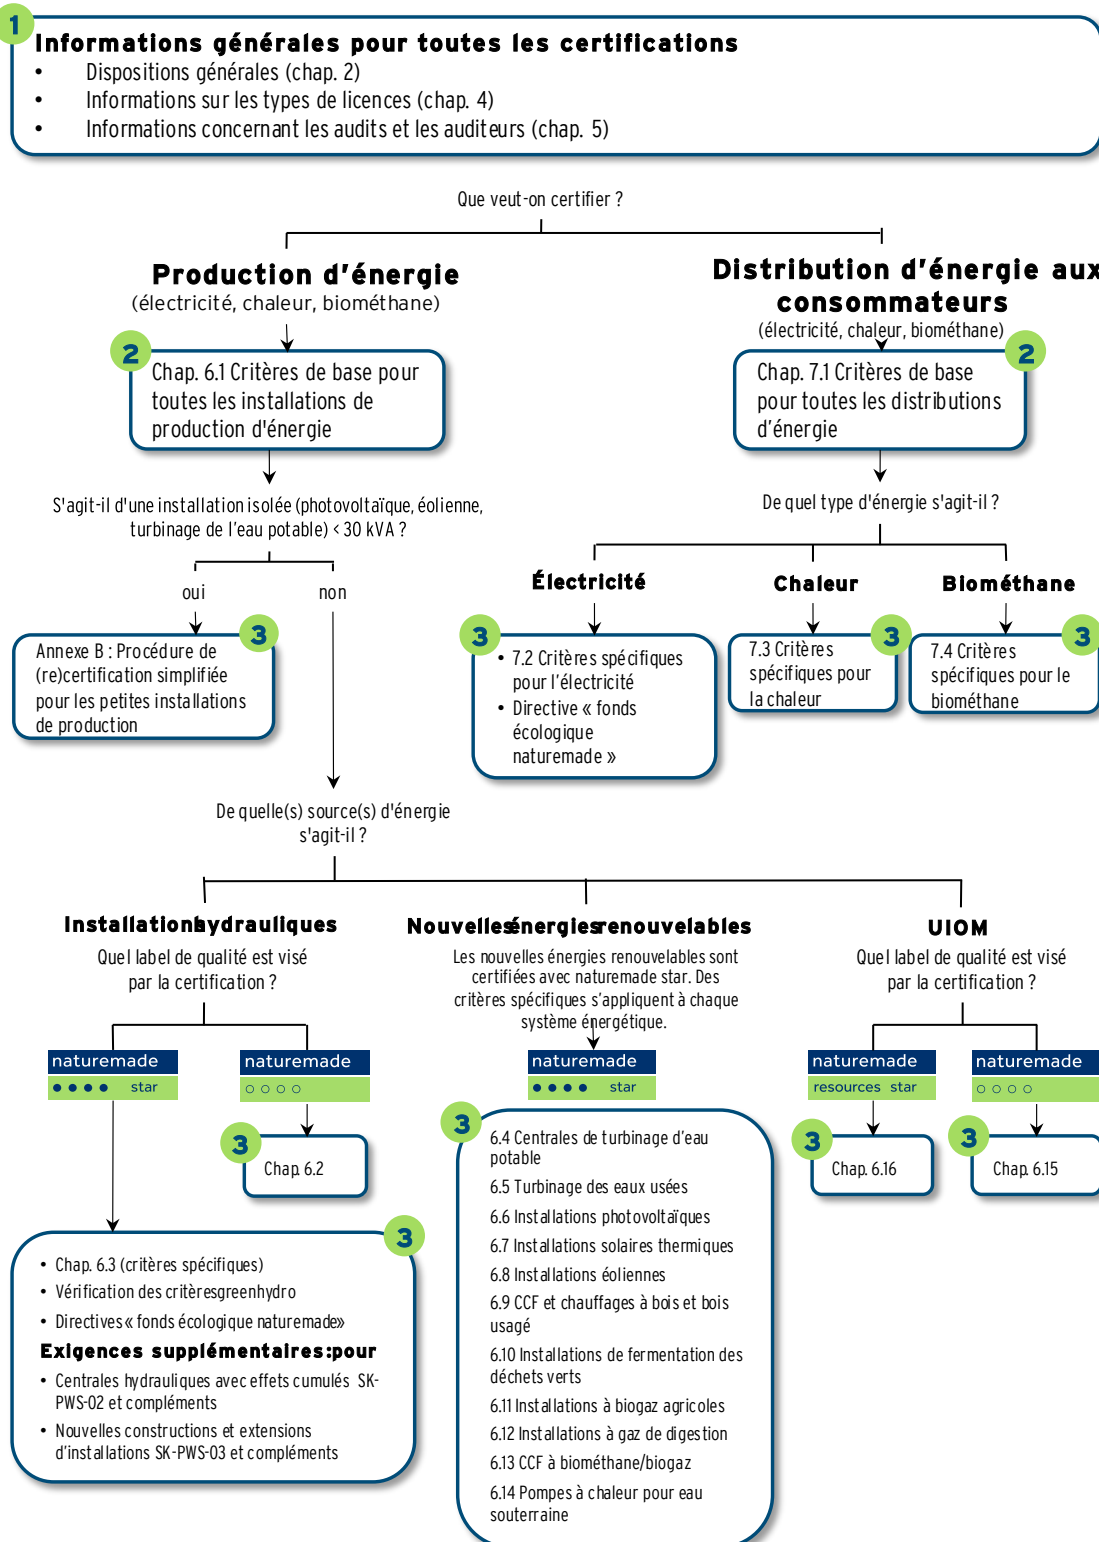 1
Informations générales pour toutes les certifications
• Dispositions générales (chap. 2)
• Informations sur les types de licences (chap. 4)
• Informations concernant les audits et les auditeurs (chap. 5)
Que veut-on certifier ?
Production d'énergie
(électricité, chaleur, biométhane)
2
Chap. 6.1 Critères de base pour
toutes les installations de
production d'énergie
S'agit-il d'une installation isolée (photovoltaïque, éolienne,
turbinage de l'eau potable) < 30 kVA ?
oui
non
3
Annexe B : Procédure de
(re)certification simplifiée
pour les petites installations
de production
Distribution d'énergie aux
consommateurs
(électricité, chaleur, biométhane)
2
Chap. 7.1 Critères de base
pour toutes les distributions
d'énergie
De quel type d'énergie s'agit-il ?
Électricité
3
• 7.2 Critères spécifiques
pour l'électricité
• Directive « fonds
écologique
naturemade »
Chaleur
3
7.3 Critères
spécifiques pour
la chaleur
Biométhane
3
7.4 Critères
spécifiques pour le
biométhane
De quelle(s) source(s) d'énergie
s'agit-il ?
Installationshydrauliques
Quel label de qualité est visé
par la certification ?
naturemade
star
naturemade
3
Chap. 6.2
3
• Chap. 6.3 (critères spécifiques)
• Vérification des critèresgreenhydro
• Directives « fonds écologique naturemade»
Exigences supplémentaires:pour
• Centrales hydrauliques avec effets cumulés SK-
PWS-02 et compléments
• Nouvelles constructions et extensions
d'installations SK-PWS-03 et compléments
Nouvellesénergiesrenouvelables
Les nouvelles énergies renouvelables sont
certifiées avec naturemade star. Des
critères spécifiques s'appliquent à chaque
système énergétique.
naturemade
star
3
6.4 Centrales de turbinage d'eau
potable
6.5 Turbinage des eaux usées
6.6 Installations photovoltaïques
6.7 Installations solaires thermiques
6.8 Installations éoliennes
6.9 CCF et chauffages à bois et bois
usagé
6.10 Installations de fermentation des
déchets verts
6.11 Installations à biogaz agricoles
6.12 Installations à gaz de digestion
6.13 CCF à biométhane/biogaz
6.14 Pompes à chaleur pour eau
souterraine
UIOM
Quel label de qualité est visé
par la certification ?
naturemade
resources star
3
Chap. 6.16
naturemade
3
Chap. 6.15